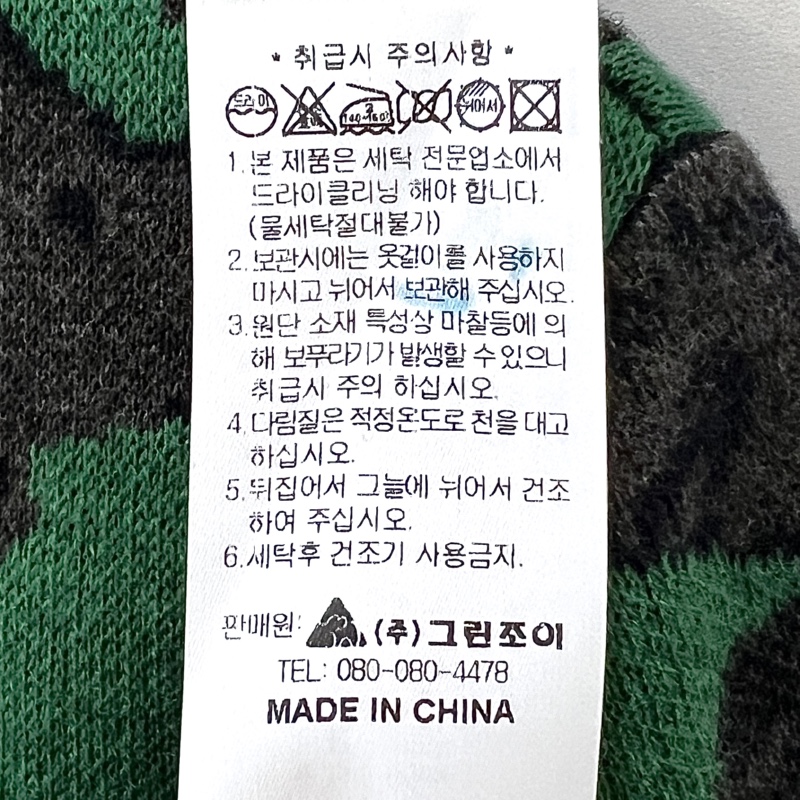 * 취급시 주의사항 *
드라이
140~160°
뉘어서
1. 본 제품은 세탁 전문업소에서
드라이클리닝 해야 합니다.
(물세탁절대불가)
2. 보관시에는 옷걸이를 사용하지
마시고 뉘어서 보관해 주십시오.
3. 원단 소재 특성상 마찰등에 의
해 보푸라기가 발생할 수 있으니
취급시 주의 하십시오.
4. 다림질은 적정온도로 천을 대고
하십시오.
5. 뒤집어서 그늘에 뉘어서 건조
하여 주십시오.
6. 세탁후 건조기 사용금지.
판매원: (주)그린조이
TEL: 080-080-4478
MADE IN CHINA